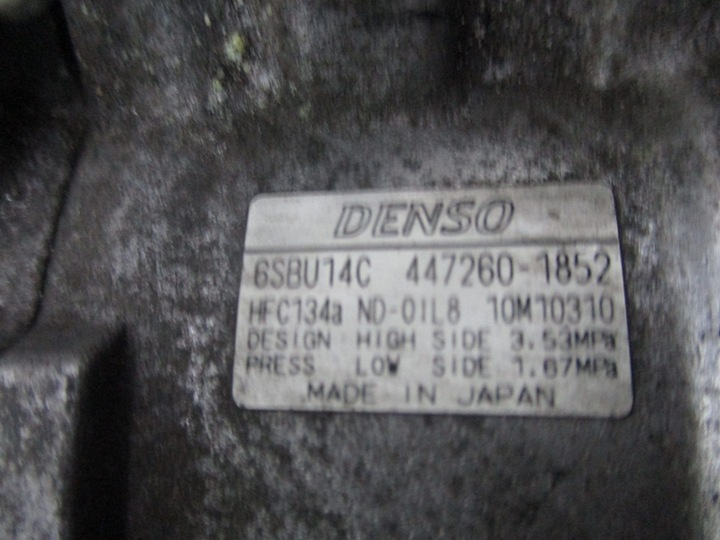 DENSO
6SBU14C 447260-1852
HFC134a ND-OIL8 10M10310
DESIGN HIGH SIDE 3.53MPa
PRESS LOW SIDE 1.67MPa
MADE IN JAPAN